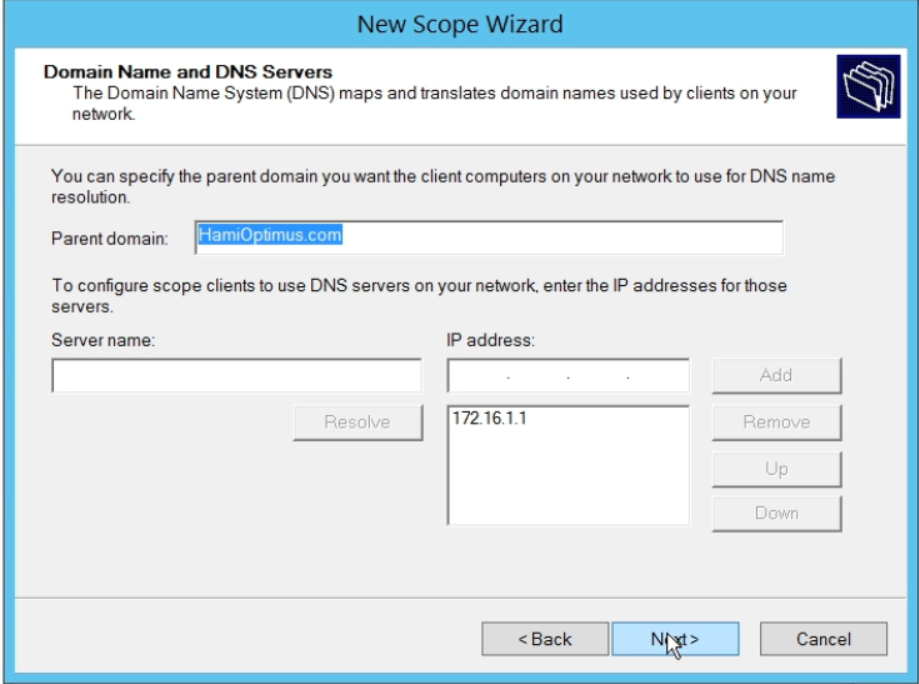 New Scope Wizard
Domain Name and DNS Servers
The Domain Name System (DNS) maps and translates domain names used by clients on your
network.
You can specify the parent domain you want the client computers on your network to use for DNS name
resolution.
Parent domain: HamiOptimus.com
To configure scope clients to use DNS servers on your network, enter the IP addresses for those
servers.
Server name: IP address:
. . . Add
Resolve 172.16.1.1 Remove
Up
Down
< Back Next > Cancel